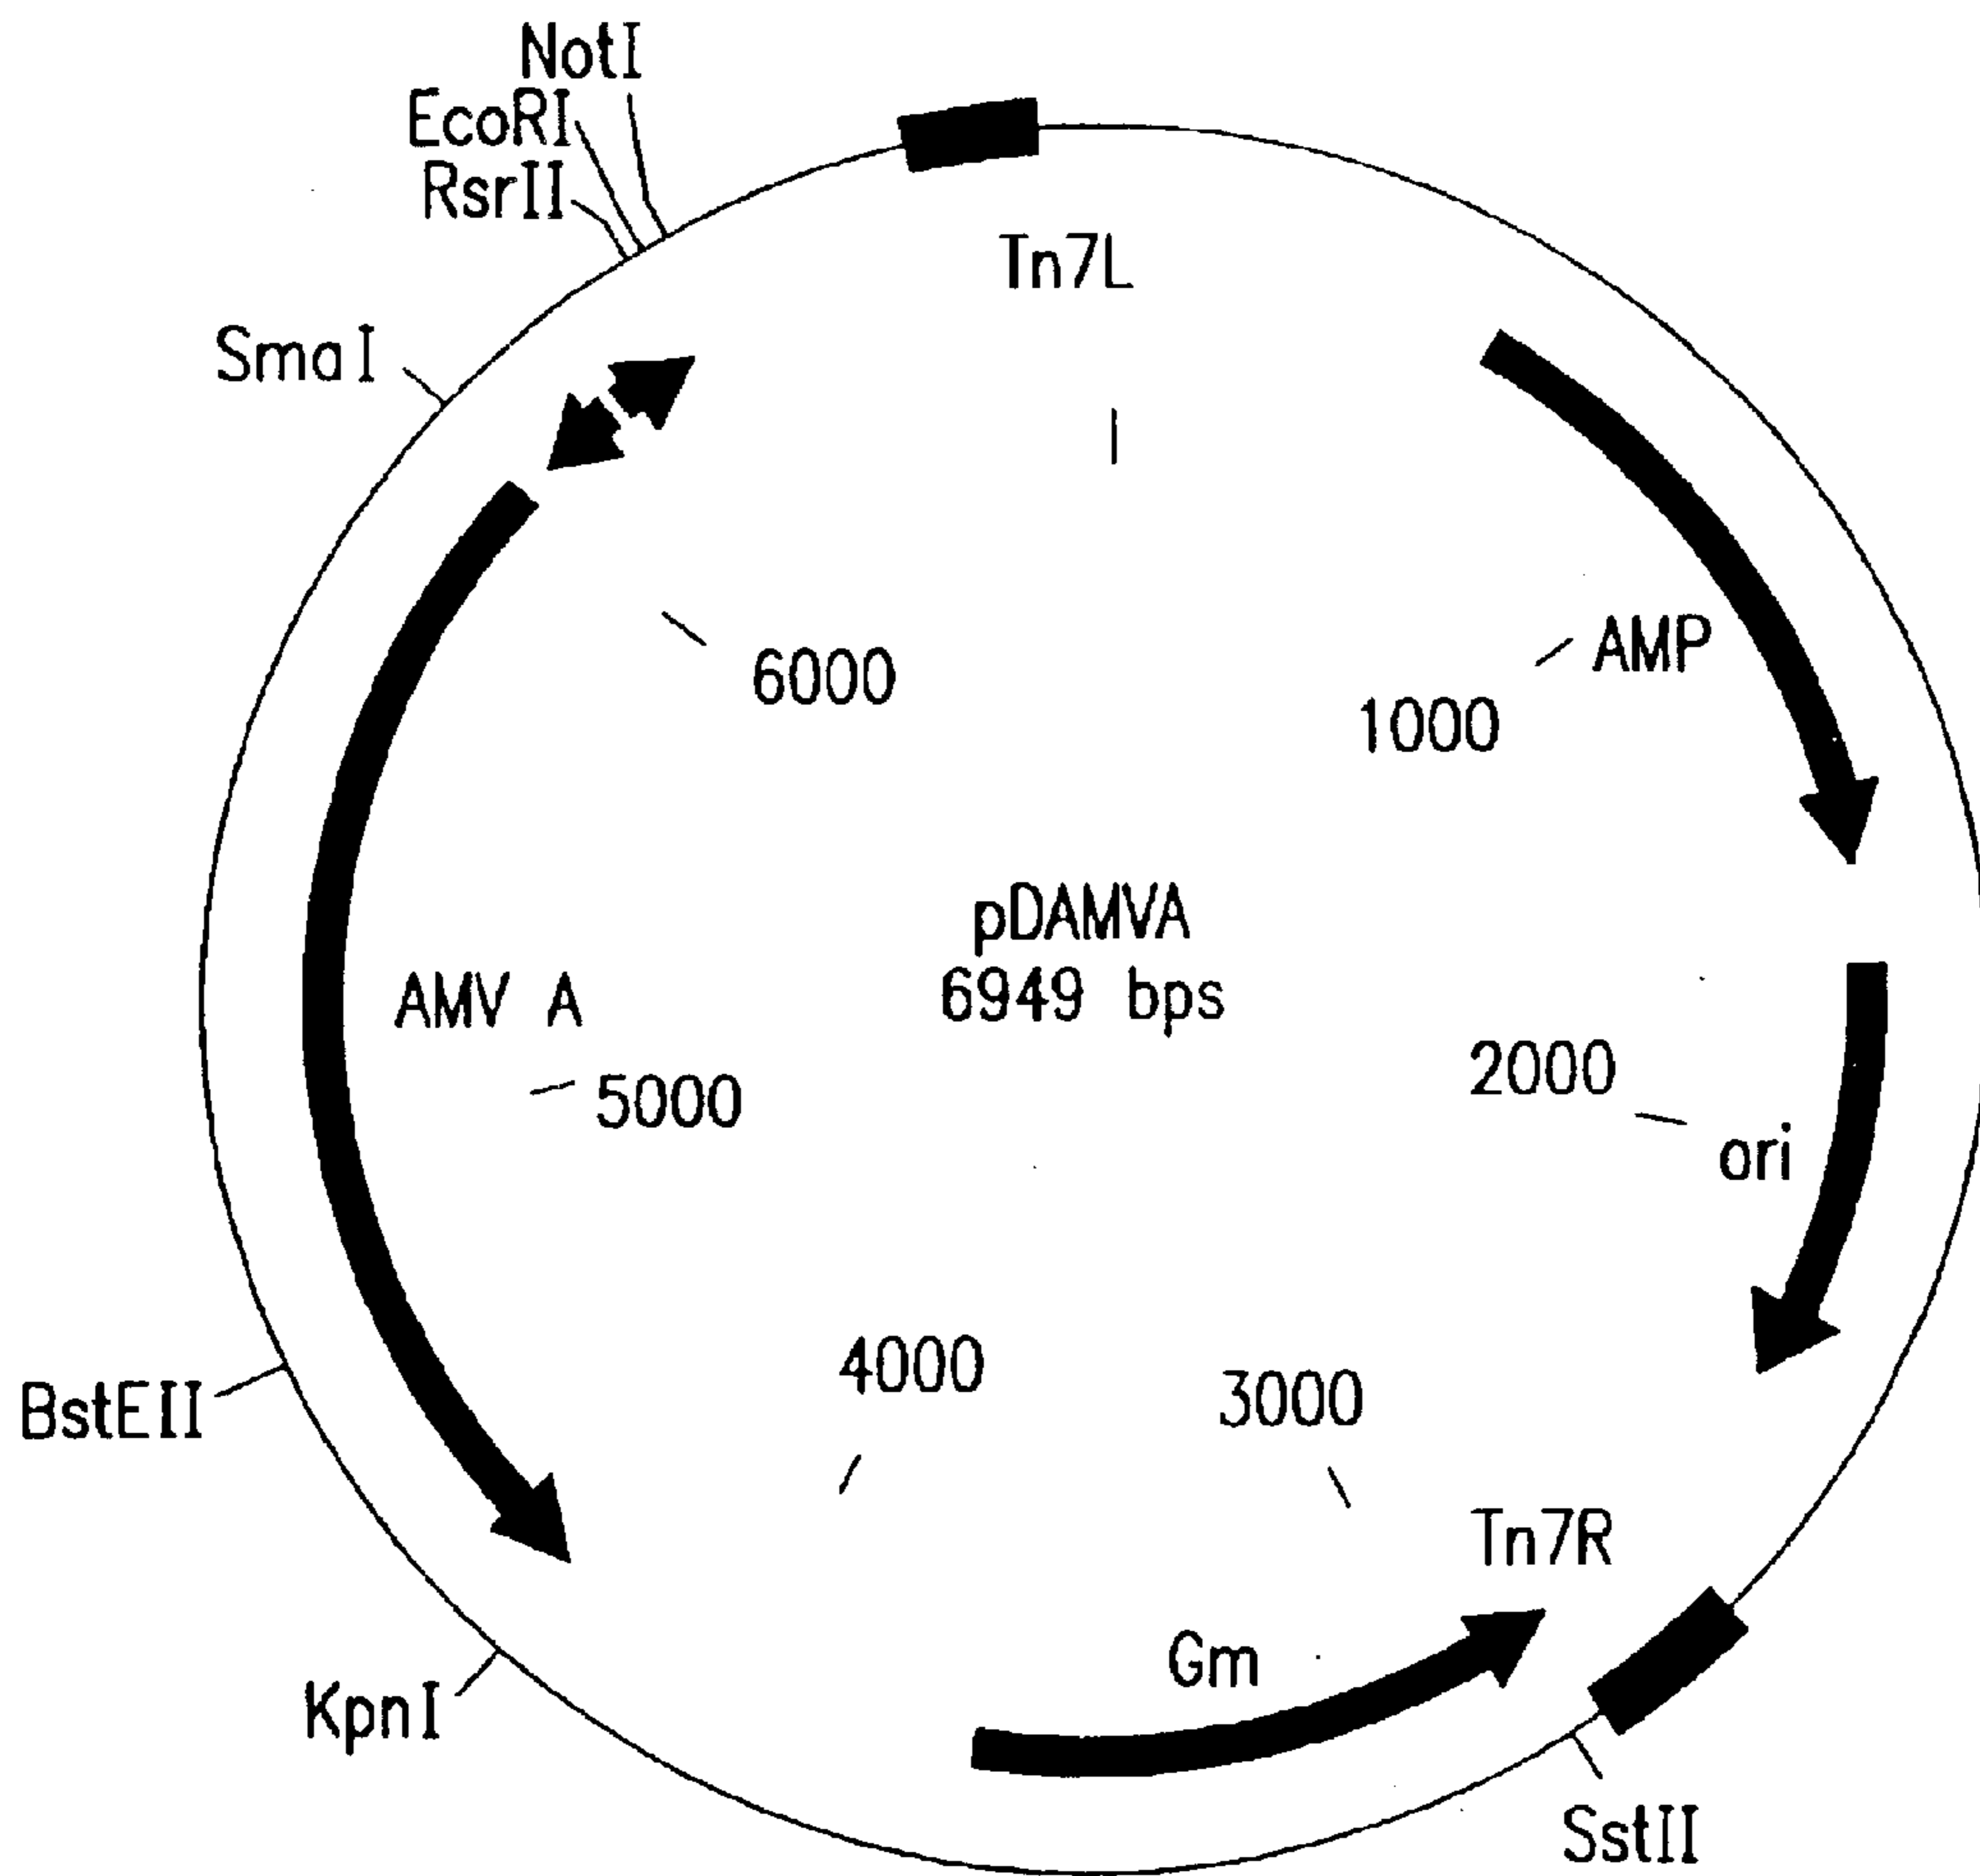 NotI
EcoRI
RsrII
Tn7L
SmaI
AMP
6000
1000
pDAMVA
6949 bps
AMV A
5000
2000
ori
4000
3000
BstEII
Tn7R
Gm
KpnI
SstII